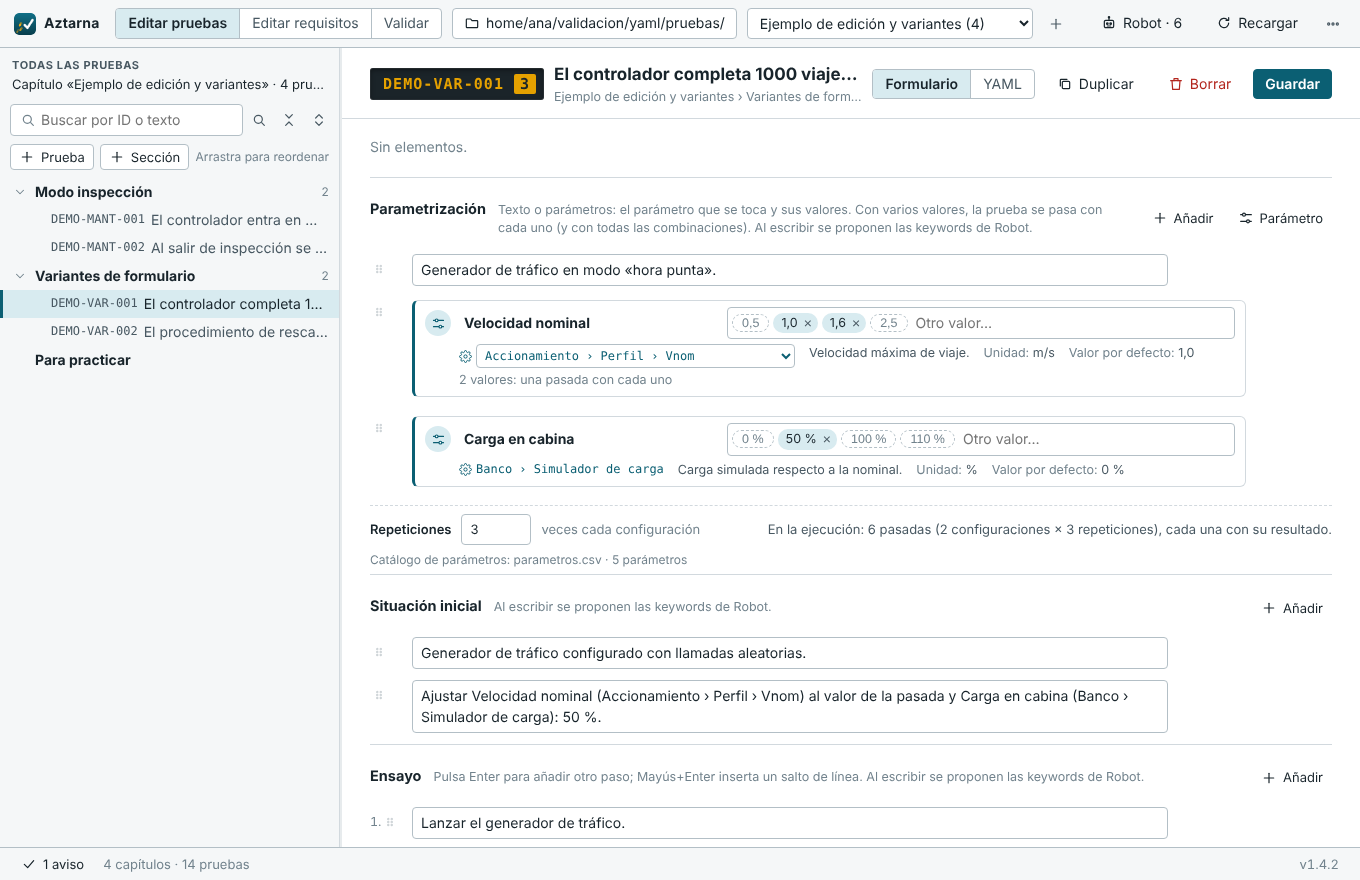 Aztarna
Editar pruebas
Editar requisitos
Validar
home/ana/validacion/yaml/pruebas/
Ejemplo de edición y variantes (4)
Robot · 6
Recargar
TODAS LAS PRUEBAS
Capítulo «Ejemplo de edición y variantes» · 4 pru...
Buscar por ID o texto
Prueba
Sección
Arrastra para reordenar
Modo inspección 2
DEMO-MANT-001 El controlador entra en ...
DEMO-MANT-002 Al salir de inspección se ...
Variantes de formulario 2
DEMO-VAR-001 El controlador completa 1...
DEMO-VAR-002 El procedimiento de resca...
Para practicar
DEMO-VAR-001 3
El controlador completa 1000 viaje...
Ejemplo de edición y variantes › Variantes de form...
Formulario
YAML
Duplicar
Borrar
Guardar
Sin elementos.
Parametrización
Texto o parámetros: el parámetro que se toca y sus valores. Con varios valores, la prueba se pasa con
cada uno (y con todas las combinaciones). Al escribir se proponen las keywords de Robot.
Añadir
Parámetro
Generador de tráfico en modo «hora punta».
Velocidad nominal
0,5 1,0 × 1,6 × 2,5 Otro valor...
Accionamiento › Perfil › Vnom
Velocidad máxima de viaje. Unidad: m/s Valor por defecto: 1,0
2 valores: una pasada con cada uno
Carga en cabina
0 % 50 % × 100 % 110 % Otro valor...
Banco › Simulador de carga
Carga simulada respecto a la nominal. Unidad: % Valor por defecto: 0 %
Repeticiones 3 veces cada configuración
En la ejecución: 6 pasadas (2 configuraciones × 3 repeticiones), cada una con su resultado.
Catálogo de parámetros: parametros.csv · 5 parámetros
Situación inicial
Al escribir se proponen las keywords de Robot.
Añadir
Generador de tráfico configurado con llamadas aleatorias.
Ajustar Velocidad nominal (Accionamiento › Perfil › Vnom) al valor de la pasada y Carga en cabina (Banco ›
Simulador de carga): 50 %.
Ensayo
Pulsa Enter para añadir otro paso; Mayús+Enter inserta un salto de línea. Al escribir se proponen las keywords de Robot.
Añadir
1. Lanzar el generador de tráfico.
1 aviso
4 capítulos · 14 pruebas
v1.4.2